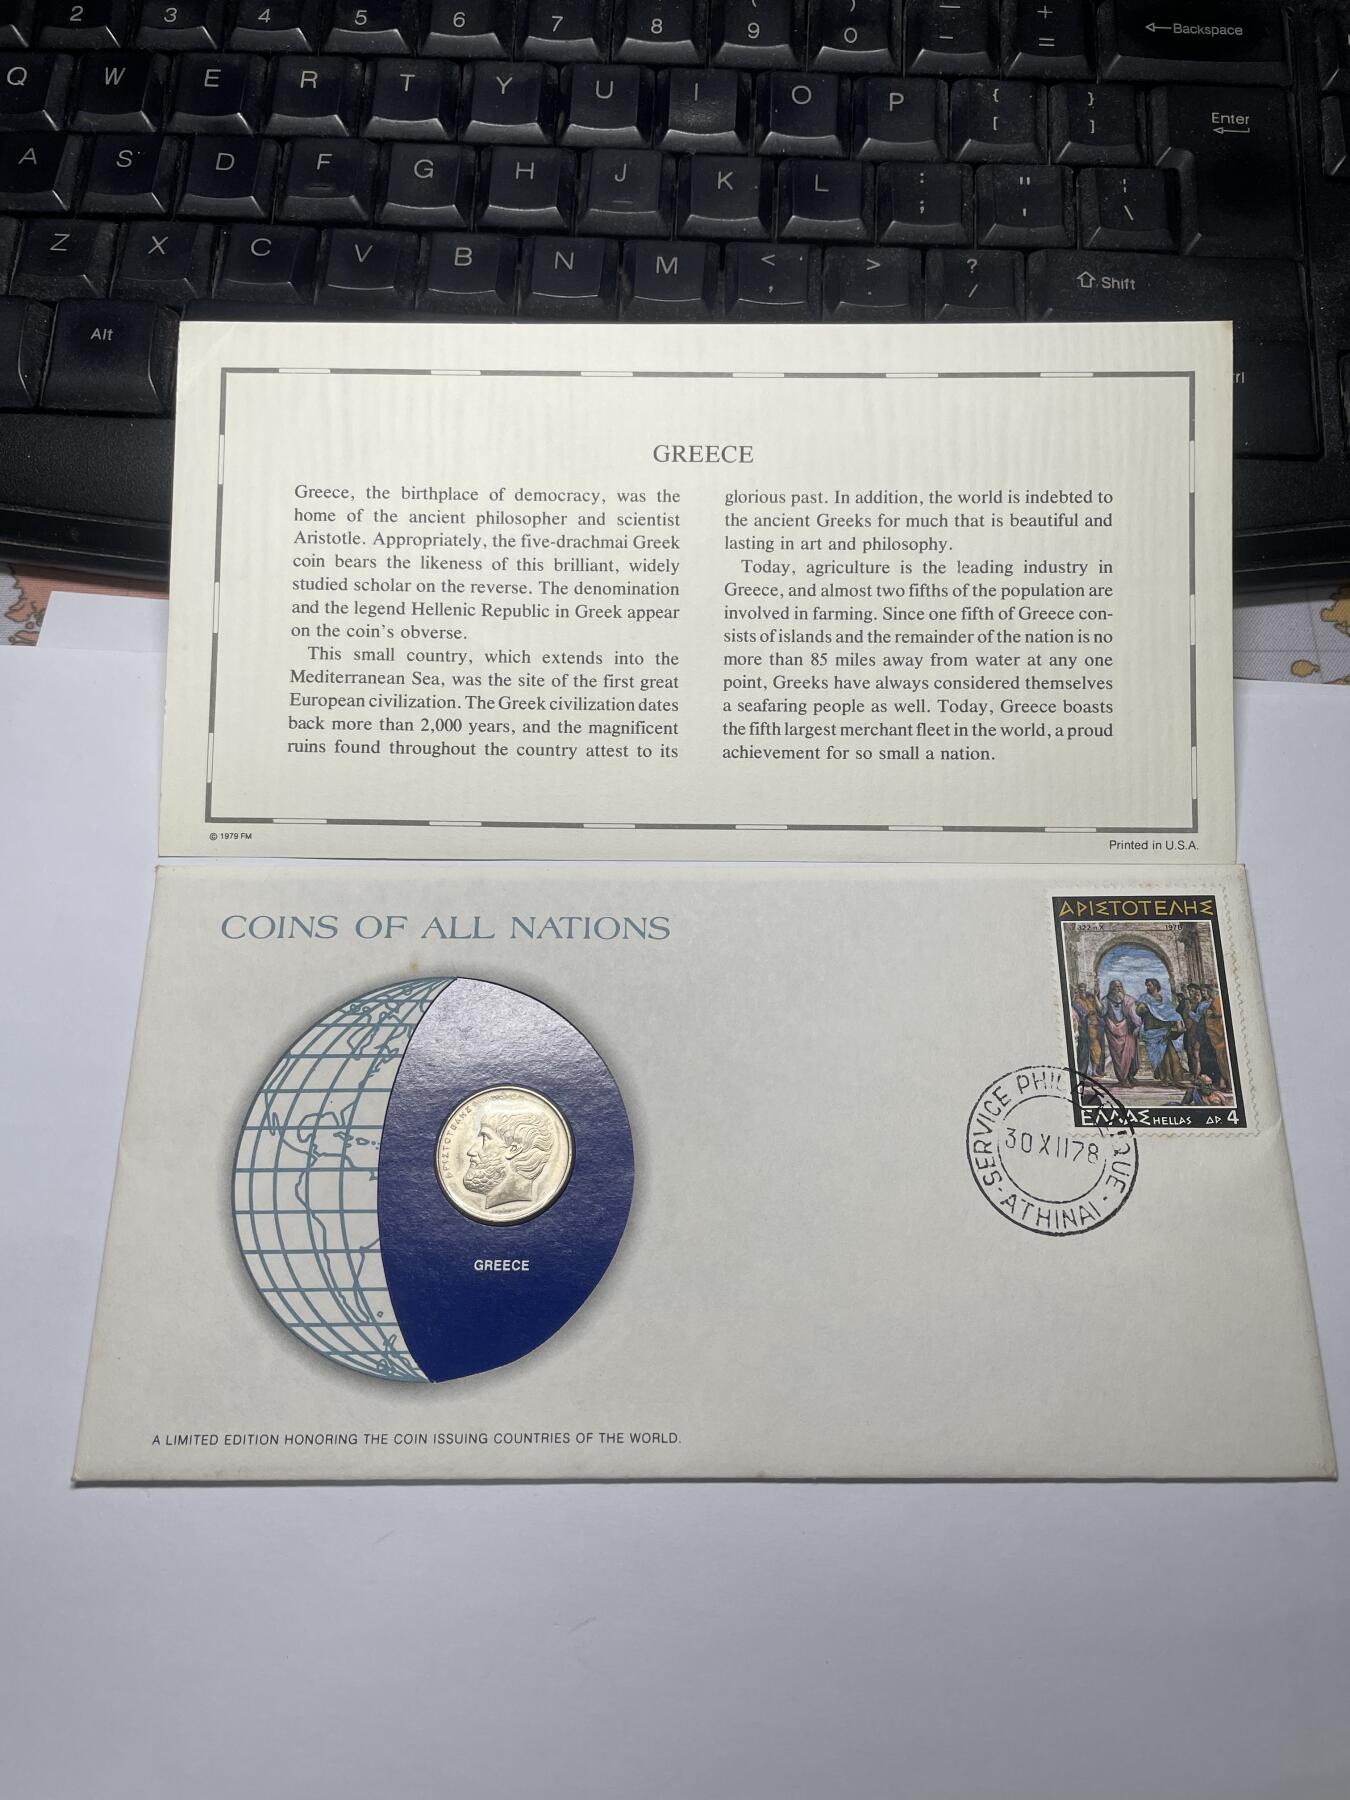 2 3 4 5 6 7 8 9 0 - = + Backspace
Q W E R T Y U I O P { [ } ] Enter
A S D F G H J K L : ; " ' ¦ \
Z X C V B N M < , > . ? / Shift
Alt
trl
GREECE
Greece, the birthplace of democracy, was the
home of the ancient philosopher and scientist
Aristotle. Appropriately, the five-drachmai Greek
coin bears the likeness of this brilliant, widely
studied scholar on the reverse. The denomination
and the legend Hellenic Republic in Greek appear
on the coin's obverse.
This small country, which extends into the
Mediterranean Sea, was the site of the first great
European civilization. The Greek civilization dates
back more than 2,000 years, and the magnificent
ruins found throughout the country attest to its
glorious past. In addition, the world is indebted to
the ancient Greeks for much that is beautiful and
lasting in art and philosophy.
Today, agriculture is the leading industry in
Greece, and almost two fifths of the population are
involved in farming. Since one fifth of Greece con-
sists of islands and the remainder of the nation is no
more than 85 miles away from water at any one
point, Greeks have always considered themselves
a seafaring people as well. Today, Greece boasts
the fifth largest merchant fleet in the world, a proud
achievement for so small a nation.
© 1979 FM
Printed in U.S.A.
COINS OF ALL NATIONS
ΑΡΙΣΤΟΤΕΛΗΣ
322 π.Χ 1978
ΕΛΛΑΣ HELLAS ΔΡ. 4
SERVICE PHILATELIQUE
30 XII 78
-ATHINAI-
ΑΡΙΣΤΟΤΕΛΗΣ
GREECE
A LIMITED EDITION HONORING THE COIN ISSUING COUNTRIES OF THE WORLD.